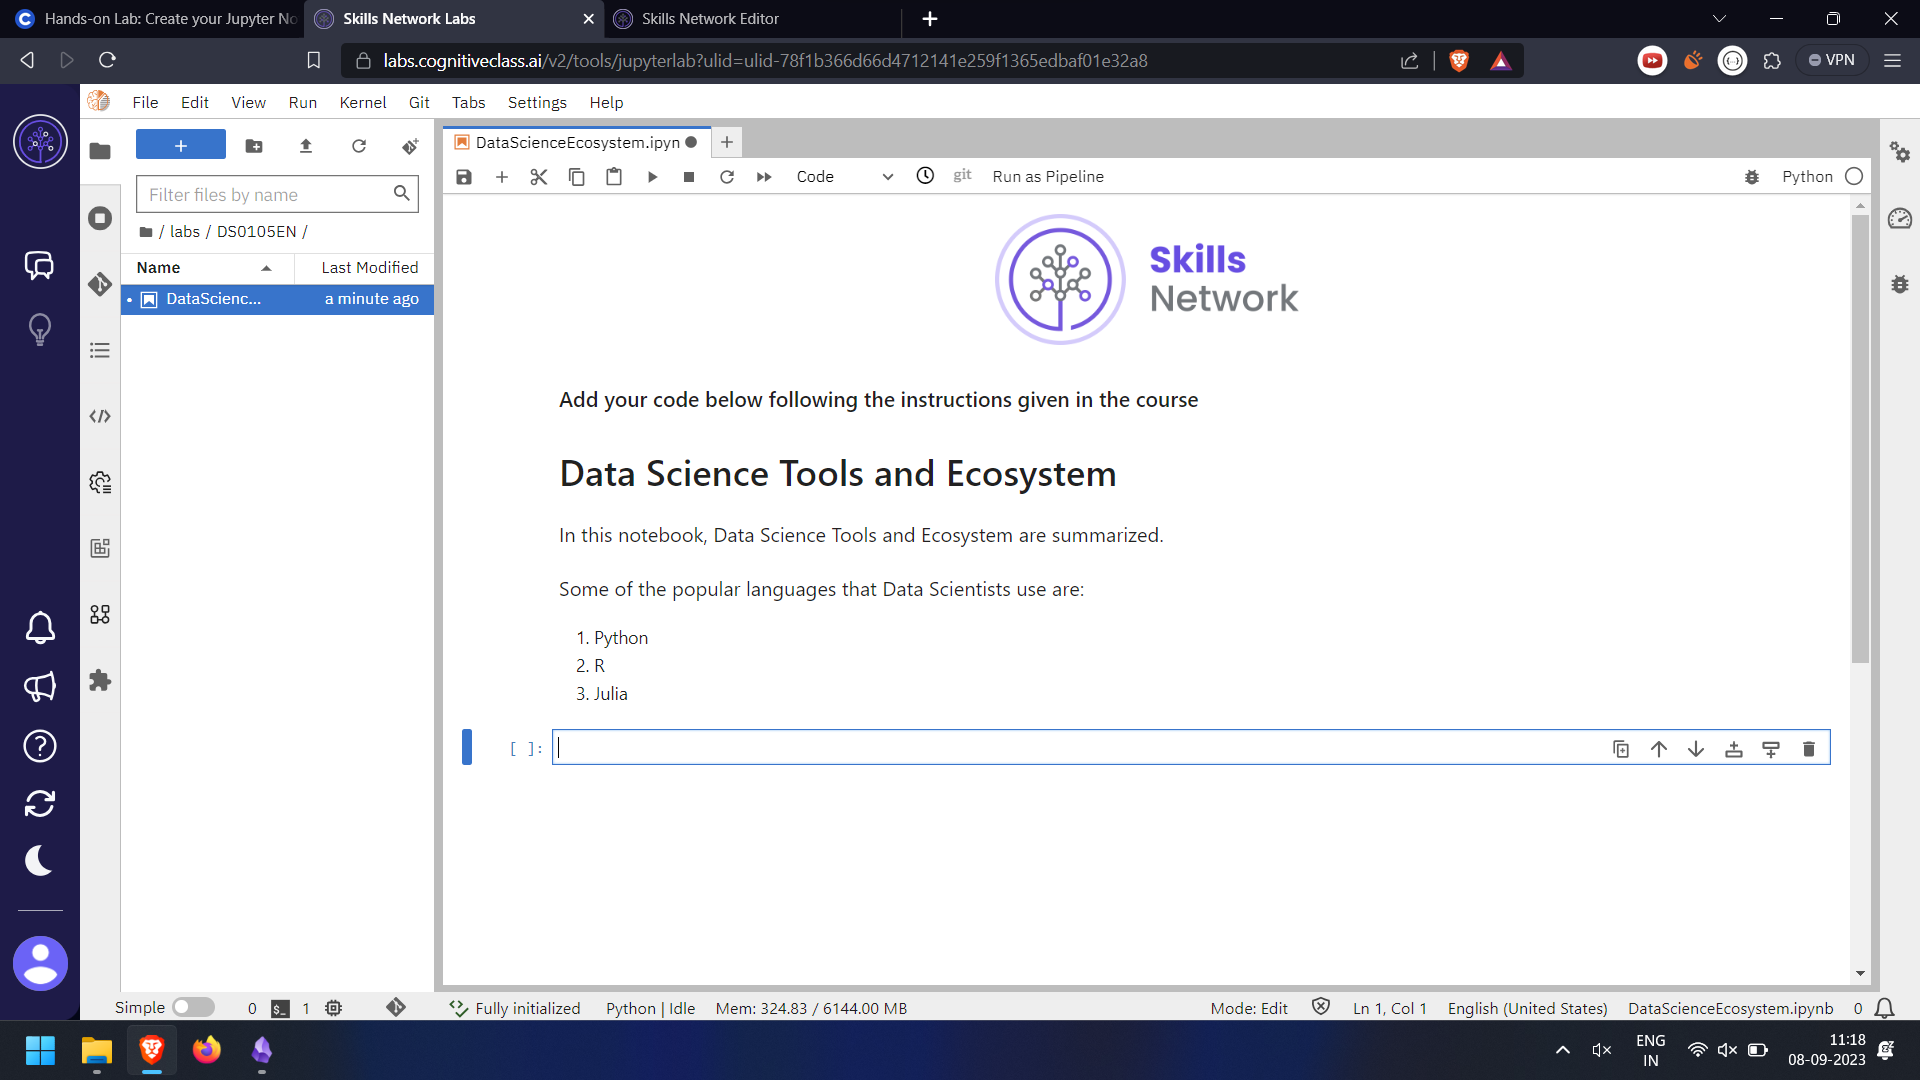 Hands-on Lab: Create your Jupyter No
Skills Network Labs
Skills Network Editor
labs.cognitiveclass.ai/v2/tools/jupyterlab?ulid=ulid-78f1b366d66d4712141e259f1365edbaf01e32a8
VPN
File Edit View Run Kernel Git Tabs Settings Help
DataScienceEcosystem.ipyn
Code
git
Run as Pipeline
Python
Filter files by name
/ labs / DS0105EN /
Name
Last Modified
DataScienc...
a minute ago
Skills
Network
Add your code below following the instructions given in the course
Data Science Tools and Ecosystem
In this notebook, Data Science Tools and Ecosystem are summarized.
Some of the popular languages that Data Scientists use are:
1. Python
2. R
3. Julia
[ ]:
Simple 0 $_ 1 Fully initialized Python | Idle Mem: 324.83 / 6144.00 MB Mode: Edit Ln 1, Col 1 English (United States) DataScienceEcosystem.ipynb 0
ENG
IN
11:18
08-09-2023